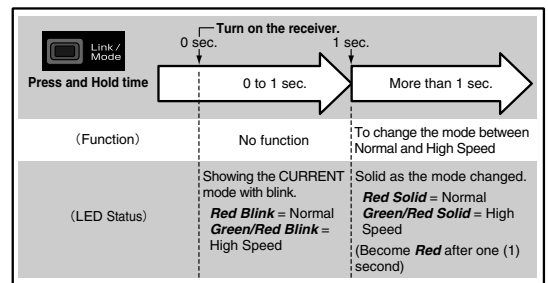 Turn on the receiver.
0 sec.
1 sec.
Link/
Mode
Press and Hold time
0 to 1 sec.
More than 1 sec.
(Function)
No function
To change the mode between
Normal and High Speed
(LED Status)
Showing the CURRENT
mode with blink.
Red Blink = Normal
Green/Red Blink =
High Speed
Solid as the mode changed.
Red Solid = Normal
Green/Red Solid = High
Speed
(Become Red after one (1)
second)